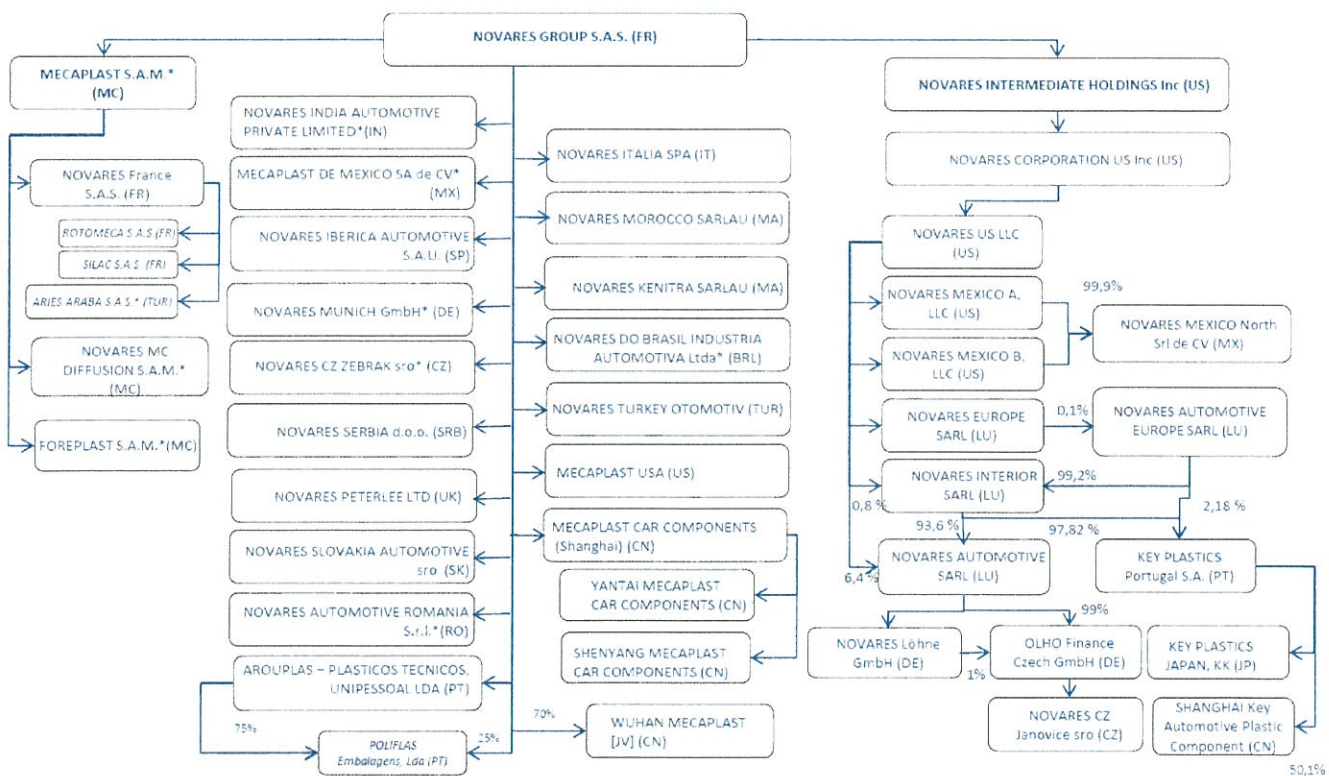 NOVARES GROUP S.A.S. (FR)
MECAPLAST S.A.M.*
(MC)
NOVARES France
S.A.S. (FR)
ROTOMECA S.A.S (FR)
SILAC S.A.S. (FR)
ARIES ARABA S.A.S.* (TUR)
NOVARES MC
DIFFUSION S.A.M.*
(MC)
FOREPLAST S.A.M.*(MC)
NOVARES INDIA AUTOMOTIVE
PRIVATE LIMITED*(IN)
MECAPLAST DE MEXICO SA de CV*
(MX)
NOVARES IBERICA AUTOMOTIVE
S.A.U. (SP)
NOVARES MUNICH GmbH* (DE)
NOVARES CZ ZEBRAK sro* (CZ)
NOVARES SERBIA d.o.o. (SRB)
NOVARES PETERLEE LTD (UK)
NOVARES SLOVAKIA AUTOMOTIVE
sro (SK)
NOVARES AUTOMOTIVE ROMANIA
S.r.l.*(RO)
AROUPLAS – PLASTICOS TECNICOS,
UNIPESSOAL LDA (PT)
75%
25%
POLIFLAS
Embalagens, Lda (PT)
NOVARES ITALIA SPA (IT)
NOVARES MOROCCO SARLAU (MA)
NOVARES KENITRA SARLAU (MA)
NOVARES DO BRASIL INDUSTRIA
AUTOMOTIVA Ltda* (BRL)
NOVARES TURKEY OTOMOTIV (TUR)
MECAPLAST USA (US)
MECAPLAST CAR COMPONENTS
(Shanghai) (CN)
YANTAI MECAPLAST
CAR COMPONENTS (CN)
SHENYANG MECAPLAST
CAR COMPONENTS (CN)
70%
WUHAN MECAPLAST
[JV] (CN)
NOVARES INTERMEDIATE HOLDINGS Inc (US)
NOVARES CORPORATION US Inc (US)
NOVARES US LLC
(US)
NOVARES MEXICO A,
LLC (US)
99,9%
NOVARES MEXICO North
Srl de CV (MX)
NOVARES MEXICO B,
LLC (US)
NOVARES EUROPE
SARL (LU)
0,1%
NOVARES AUTOMOTIVE
EUROPE SARL (LU)
NOVARES INTERIOR
SARL (LU)
99,2%
0,8 %
93,6 %
97,82 %
2,18 %
NOVARES AUTOMOTIVE
SARL (LU)
6,4 %
KEY PLASTICS
Portugal S.A. (PT)
99%
NOVARES Löhne
GmbH (DE)
1%
OLHO Finance
Czech GmbH (DE)
KEY PLASTICS
JAPAN, KK (JP)
NOVARES CZ
Janovice sro (CZ)
SHANGHAI Key
Automotive Plastic
Component (CN)
50,1%